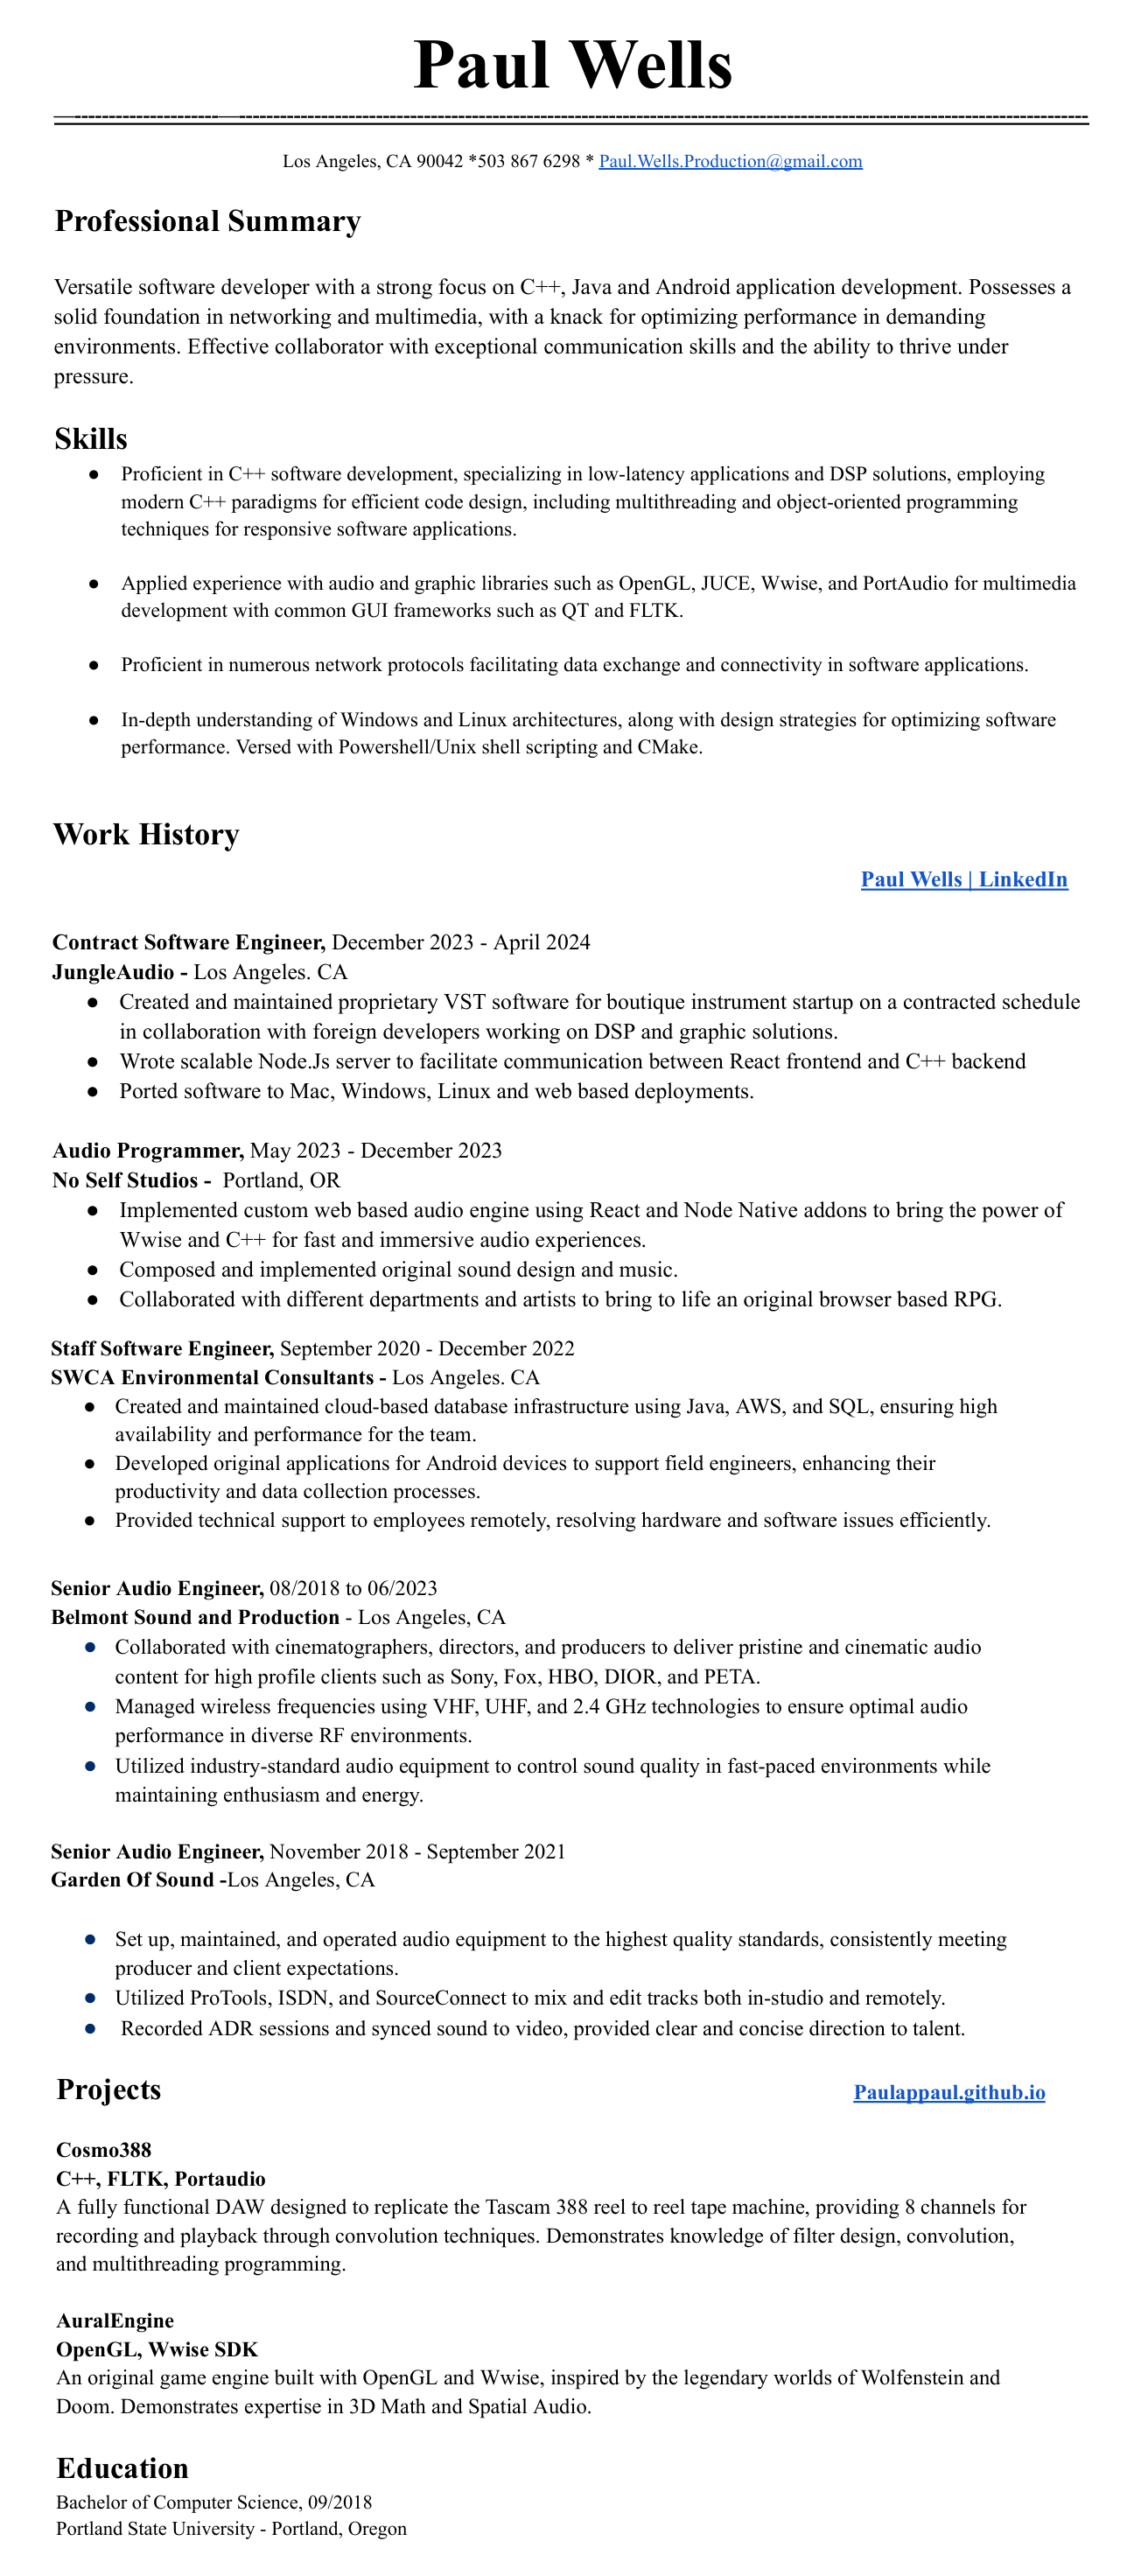 Paul Wells
Los Angeles, CA 90042 *503 867 6298 * Paul.Wells.Production@gmail.com
Professional Summary
Versatile software developer with a strong focus on C++, Java and Android application development. Possesses a
solid foundation in networking and multimedia, with a knack for optimizing performance in demanding
environments. Effective collaborator with exceptional communication skills and the ability to thrive under
pressure.
Skills
● Proficient in C++ software development, specializing in low-latency applications and DSP solutions, employing
modern C++ paradigms for efficient code design, including multithreading and object-oriented programming
techniques for responsive software applications.
● Applied experience with audio and graphic libraries such as OpenGL, JUCE, Wwise, and PortAudio for multimedia
development with common GUI frameworks such as QT and FLTK.
● Proficient in numerous network protocols facilitating data exchange and connectivity in software applications.
● In-depth understanding of Windows and Linux architectures, along with design strategies for optimizing software
performance. Versed with Powershell/Unix shell scripting and CMake.
Work History
Paul Wells | LinkedIn
Contract Software Engineer, December 2023 - April 2024
JungleAudio - Los Angeles. CA
● Created and maintained proprietary VST software for boutique instrument startup on a contracted schedule
in collaboration with foreign developers working on DSP and graphic solutions.
● Wrote scalable Node.Js server to facilitate communication between React frontend and C++ backend
● Ported software to Mac, Windows, Linux and web based deployments.
Audio Programmer, May 2023 - December 2023
No Self Studios - Portland, OR
● Implemented custom web based audio engine using React and Node Native addons to bring the power of
Wwise and C++ for fast and immersive audio experiences.
● Composed and implemented original sound design and music.
● Collaborated with different departments and artists to bring to life an original browser based RPG.
Staff Software Engineer, September 2020 - December 2022
SWCA Environmental Consultants - Los Angeles. CA
● Created and maintained cloud-based database infrastructure using Java, AWS, and SQL, ensuring high
availability and performance for the team.
● Developed original applications for Android devices to support field engineers, enhancing their
productivity and data collection processes.
● Provided technical support to employees remotely, resolving hardware and software issues efficiently.
Senior Audio Engineer, 08/2018 to 06/2023
Belmont Sound and Production - Los Angeles, CA
● Collaborated with cinematographers, directors, and producers to deliver pristine and cinematic audio
content for high profile clients such as Sony, Fox, HBO, DIOR, and PETA.
● Managed wireless frequencies using VHF, UHF, and 2.4 GHz technologies to ensure optimal audio
performance in diverse RF environments.
● Utilized industry-standard audio equipment to control sound quality in fast-paced environments while
maintaining enthusiasm and energy.
Senior Audio Engineer, November 2018 - September 2021
Garden Of Sound -Los Angeles, CA
● Set up, maintained, and operated audio equipment to the highest quality standards, consistently meeting
producer and client expectations.
● Utilized ProTools, ISDN, and SourceConnect to mix and edit tracks both in-studio and remotely.
● Recorded ADR sessions and synced sound to video, provided clear and concise direction to talent.
Projects Paulappaul.github.io
Cosmo388
C++, FLTK, Portaudio
A fully functional DAW designed to replicate the Tascam 388 reel to reel tape machine, providing 8 channels for
recording and playback through convolution techniques. Demonstrates knowledge of filter design, convolution,
and multithreading programming.
AuralEngine
OpenGL, Wwise SDK
An original game engine built with OpenGL and Wwise, inspired by the legendary worlds of Wolfenstein and
Doom. Demonstrates expertise in 3D Math and Spatial Audio.
Education
Bachelor of Computer Science, 09/2018
Portland State University - Portland, Oregon